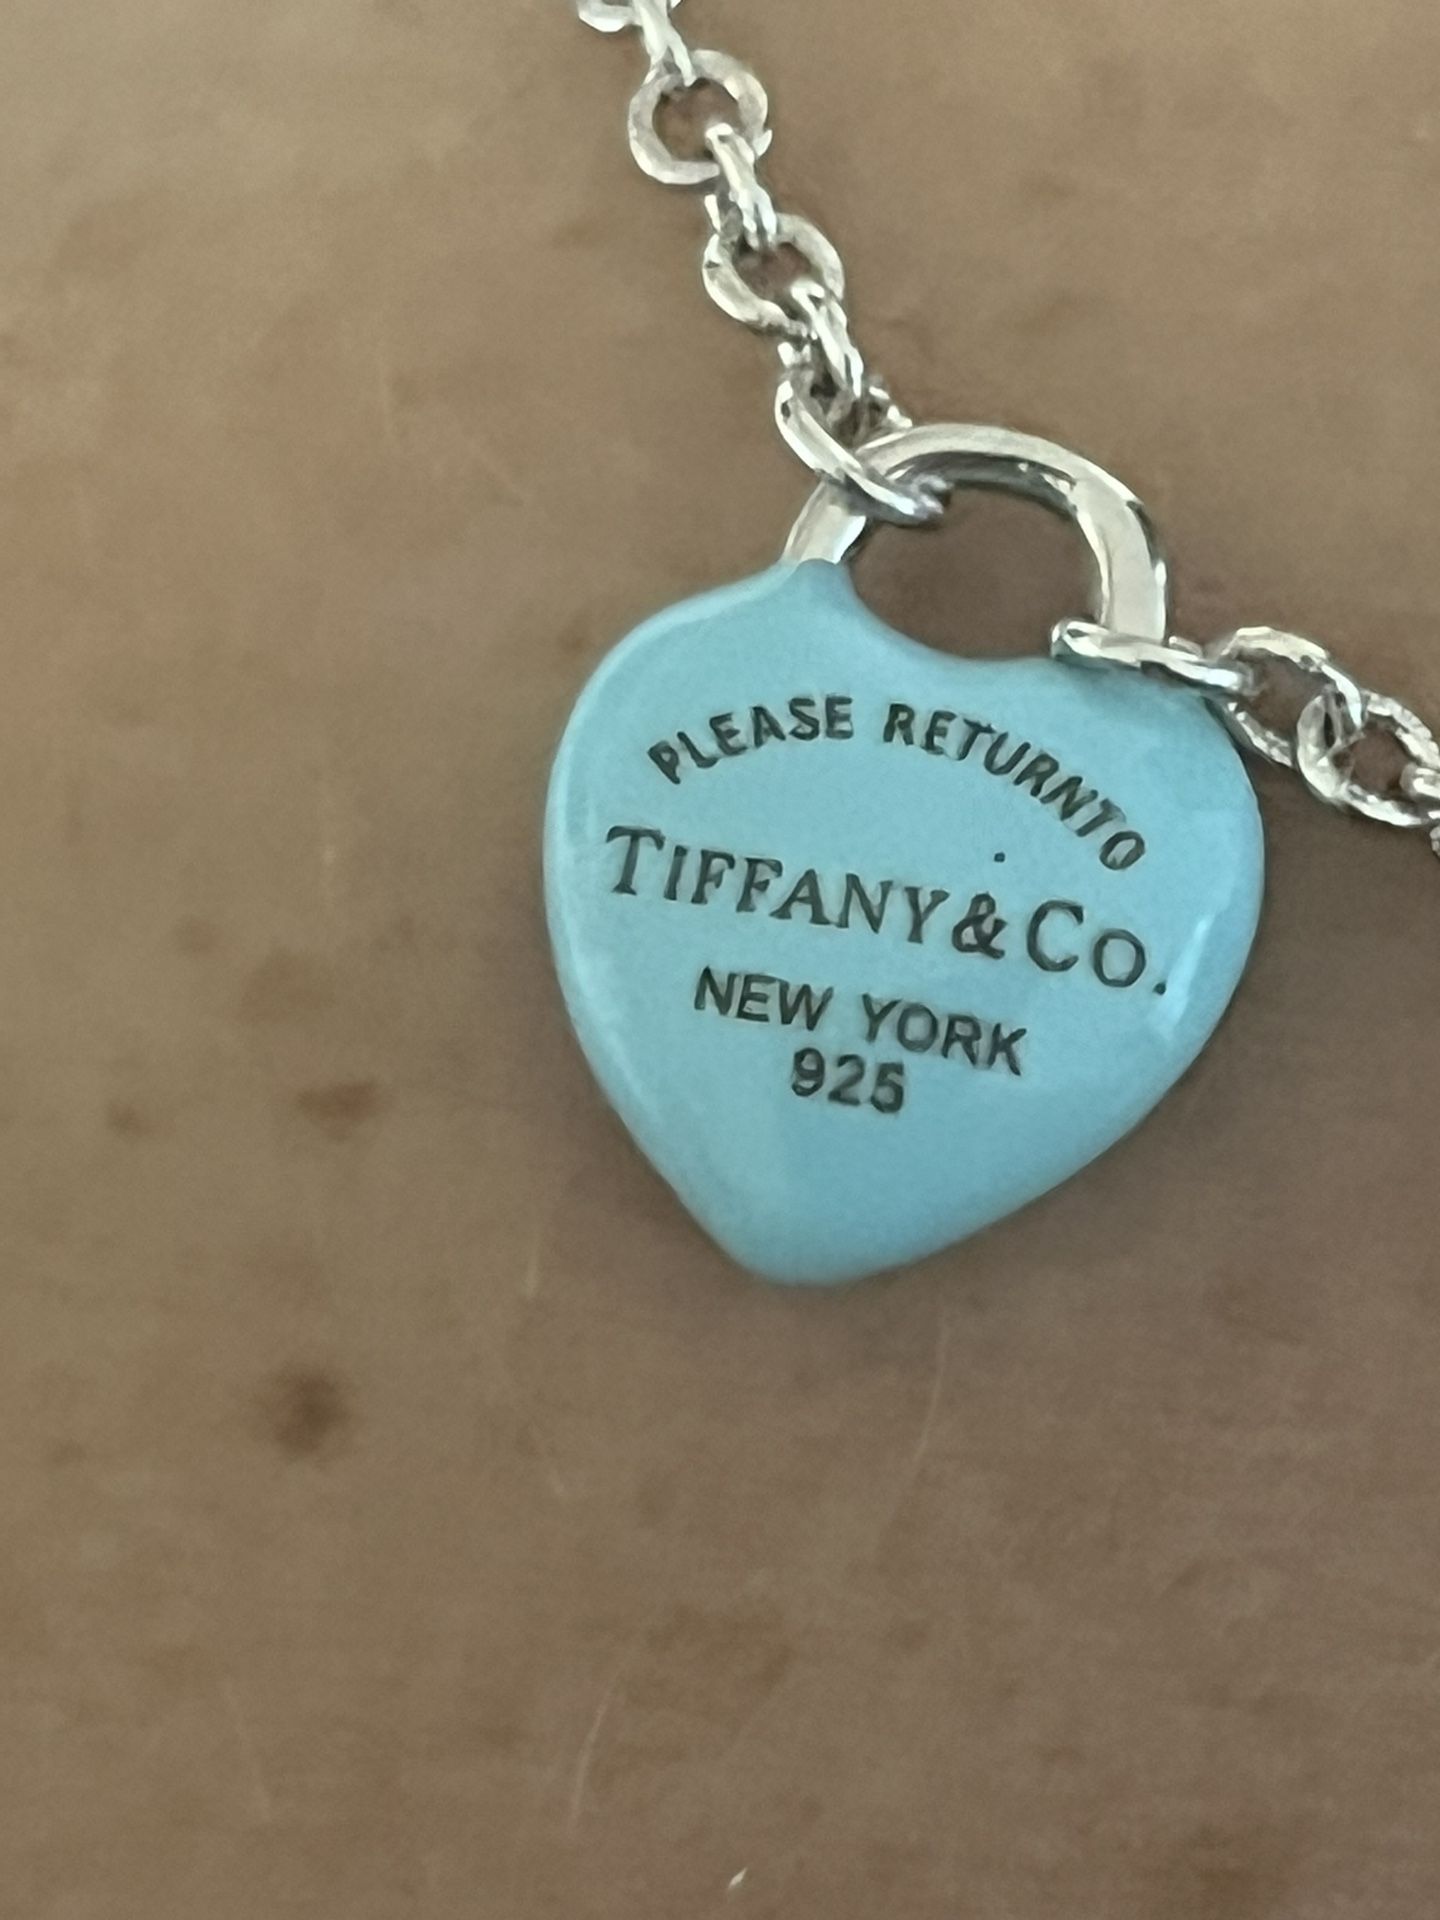 PLEASE RETURNTO
TIFFANY & CO.
NEW YORK
925